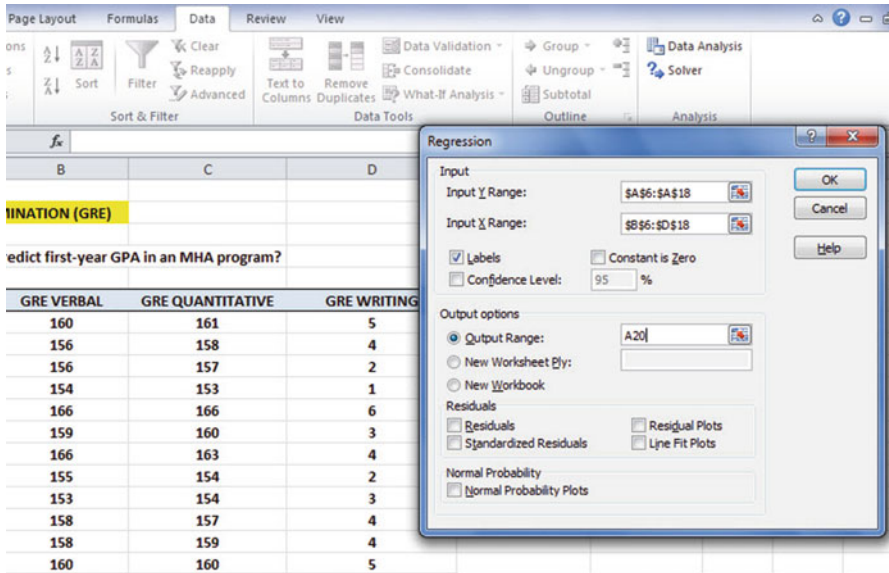 Page Layout Formulas Data Review View
ons Clear Data Validation Group Data Analysis
s Sort Filter Reapply Text to Remove Consolidate Ungroup Solver
Advanced Columns Duplicates What-If Analysis Subtotal
Sort & Filter Data Tools Outline Analysis
fx
B C D
MINATION (GRE)
redict first-year GPA in an MHA program?
GRE VERBAL GRE QUANTITATIVE GRE WRITING
160 161 5
156 158 4
156 157 2
154 153 1
166 166 6
159 160 3
166 163 4
155 154 2
153 154 3
158 157 4
158 159 4
160 160 5
Regression
Input
Input Y Range: $A$6:$A$18
Input X Range: $B$6:$D$18
Labels Constant is Zero
Confidence Level: 95 %
Output options
Output Range: A20
New Worksheet Ply:
New Workbook
Residuals
Residuals Residual Plots
Standardized Residuals Line Fit Plots
Normal Probability
Normal Probability Plots
OK
Cancel
Help